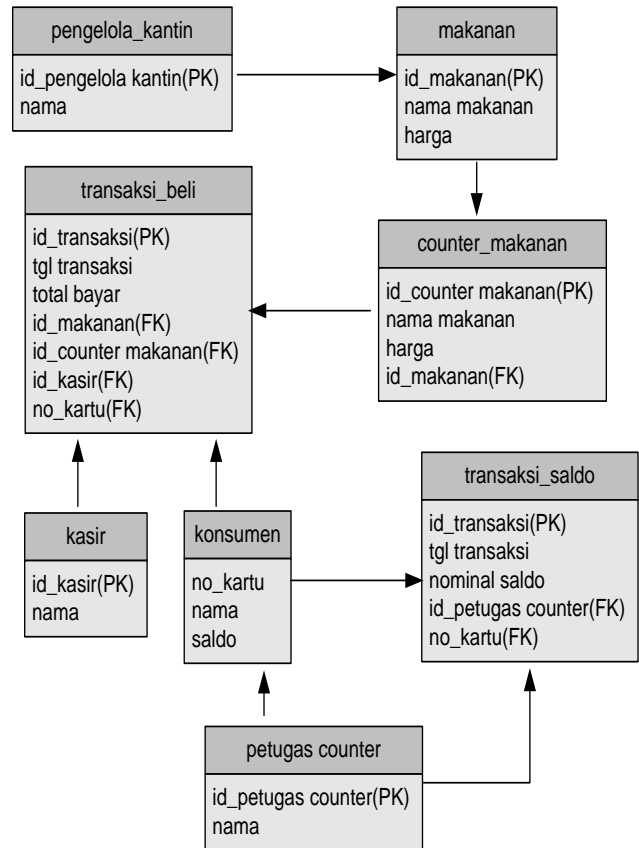 pengelola_kantin
id_pengelola kantin(PK)
nama
makanan
id_makanan(PK)
nama makanan
harga
transaksi_beli
id_transaksi(PK)
tgl transaksi
total bayar
id_makanan(FK)
id_counter makanan(FK)
id_kasir(FK)
no_kartu(FK)
counter_makanan
id_counter makanan(PK)
nama makanan
harga
id_makanan(FK)
kasir
id_kasir(PK)
nama
konsumen
no_kartu
nama
saldo
transaksi_saldo
id_transaksi(PK)
tgl transaksi
nominal saldo
id_petugas counter(FK)
no_kartu(FK)
petugas counter
id_petugas counter(PK)
nama